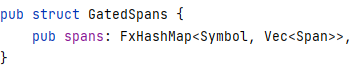 pub struct GatedSpans {
    pub spans: FxHashMap<Symbol, Vec<Span>>,
}